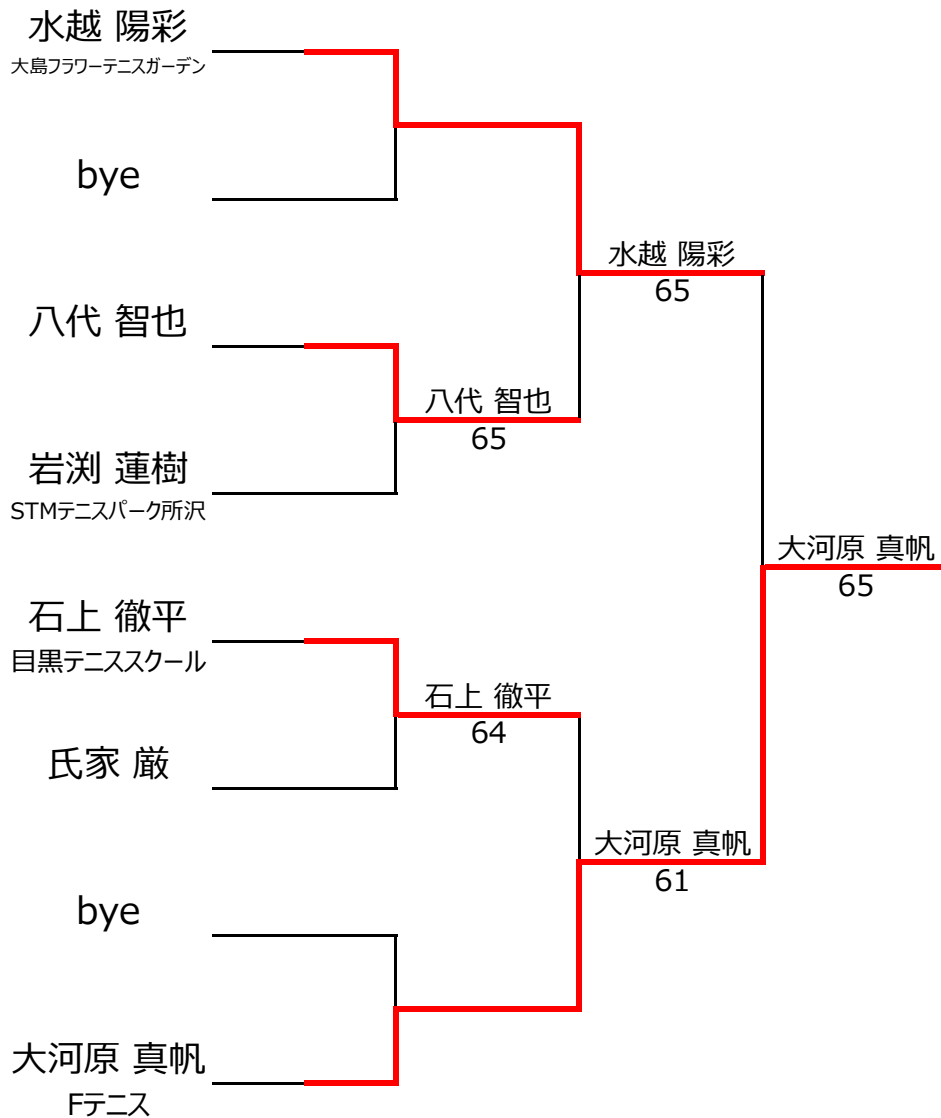 水越 陽彩
大島フラワーテニスガーデン
bye
水越 陽彩
65
八代 智也
八代 智也
65
岩渕 蓮樹
STMテニスパーク所沢
大河原 真帆
65
石上 徹平
目黒テニススクール
石上 徹平
64
氏家 厳
大河原 真帆
61
bye
大河原 真帆
Fテニス